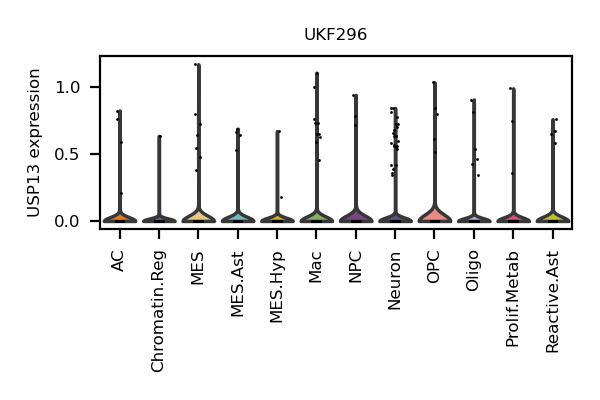 UKF296
USP13 expression
1.0
0.5
0.0
AC
Chromatin.Reg
MES
MES.Ast
MES.Hyp
Mac
NPC
Neuron
OPC
Oligo
Prolif.Metab
Reactive.Ast